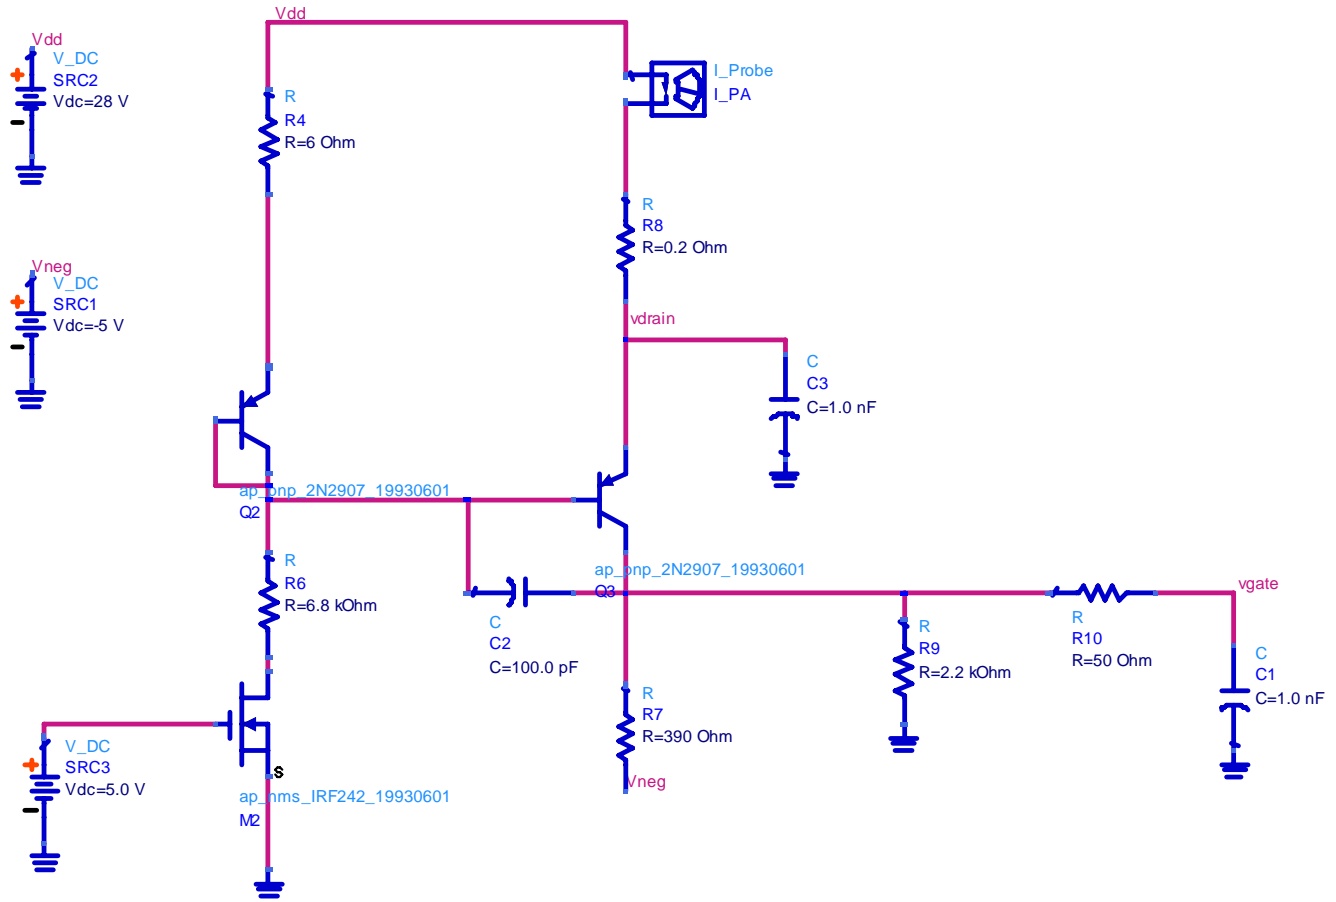 Vdd
Vdd
V_DC
SRC2
Vdc=28 V
I_Probe
I_PA
R
R4
R=6 Ohm
R
R8
R=0.2 Ohm
Vneg
V_DC
SRC1
Vdc=-5 V
vdrain
C
C3
C=1.0 nF
ap_pnp_2N2907_19930601
Q2
R
R6
R=6.8 kOhm
ap_pnp_2N2907_19930601
Q3
C
C2
C=100.0 pF
R
R9
R=2.2 kOhm
R
R10
R=50 Ohm
vgate
C
C1
C=1.0 nF
R
R7
R=390 Ohm
Vneg
V_DC
SRC3
Vdc=5.0 V
S
ap_nms_IRF242_19930601
M2